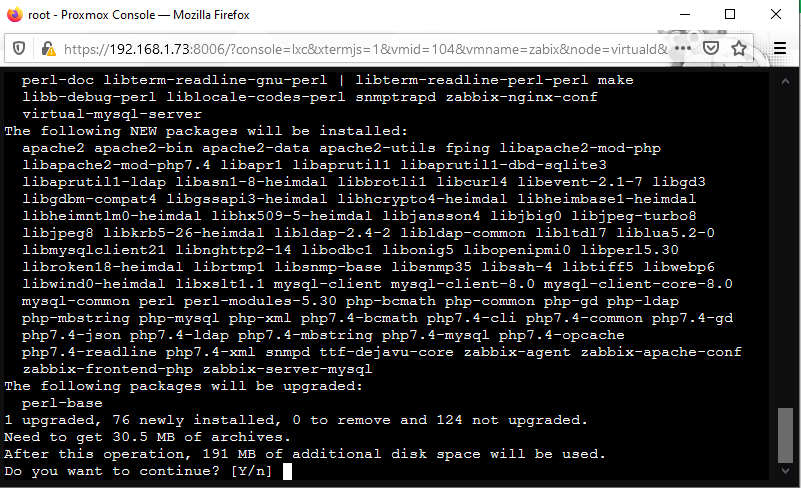 root - Proxmox Console — Mozilla Firefox
https://192.168.1.73:8006/?console=lxc&xtermjs=1&vmid=104&vmname=zabix&node=virtuald&
perl-doc libterm-readline-gnu-perl | libterm-readline-perl-perl make
libb-debug-perl liblocale-codes-perl snmptrapd zabbix-nginx-conf
virtual-mysql-server
The following NEW packages will be installed:
apache2 apache2-bin apache2-data apache2-utils fping libapache2-mod-php
libapache2-mod-php7.4 libapr1 libaprutil1 libaprutil1-dbd-sqlite3
libaprutil1-ldap libasn1-8-heimdal libbrotli1 libcurl4 libevent-2.1-7 libgd3
libgdbm-compat4 libgssapi3-heimdal libhcrypto4-heimdal libheimbase1-heimdal
libheimntlm0-heimdal libhx509-5-heimdal libjansson4 libjbig0 libjpeg-turbo8
libjpeg8 libkrb5-26-heimdal libldap-2.4-2 libldap-common libltdl7 liblua5.2-0
libmysqlclient21 libnghttp2-14 libodbc1 libonig5 libopenipmi0 libperl5.30
libroken18-heimdal librtmp1 libsnmp-base libsnmp35 libssh-4 libtiff5 libwebp6
libwind0-heimdal libxslt1.1 mysql-client mysql-client-8.0 mysql-client-core-8.0
mysql-common perl perl-modules-5.30 php-bcmath php-common php-gd php-ldap
php-mbstring php-mysql php-xml php7.4-bcmath php7.4-cli php7.4-common php7.4-gd
php7.4-json php7.4-ldap php7.4-mbstring php7.4-mysql php7.4-opcache
php7.4-readline php7.4-xml snmpd ttf-dejavu-core zabbix-agent zabbix-apache-conf
zabbix-frontend-php zabbix-server-mysql
The following packages will be upgraded:
perl-base
1 upgraded, 76 newly installed, 0 to remove and 124 not upgraded.
Need to get 30.5 MB of archives.
After this operation, 191 MB of additional disk space will be used.
Do you want to continue? [Y/n]